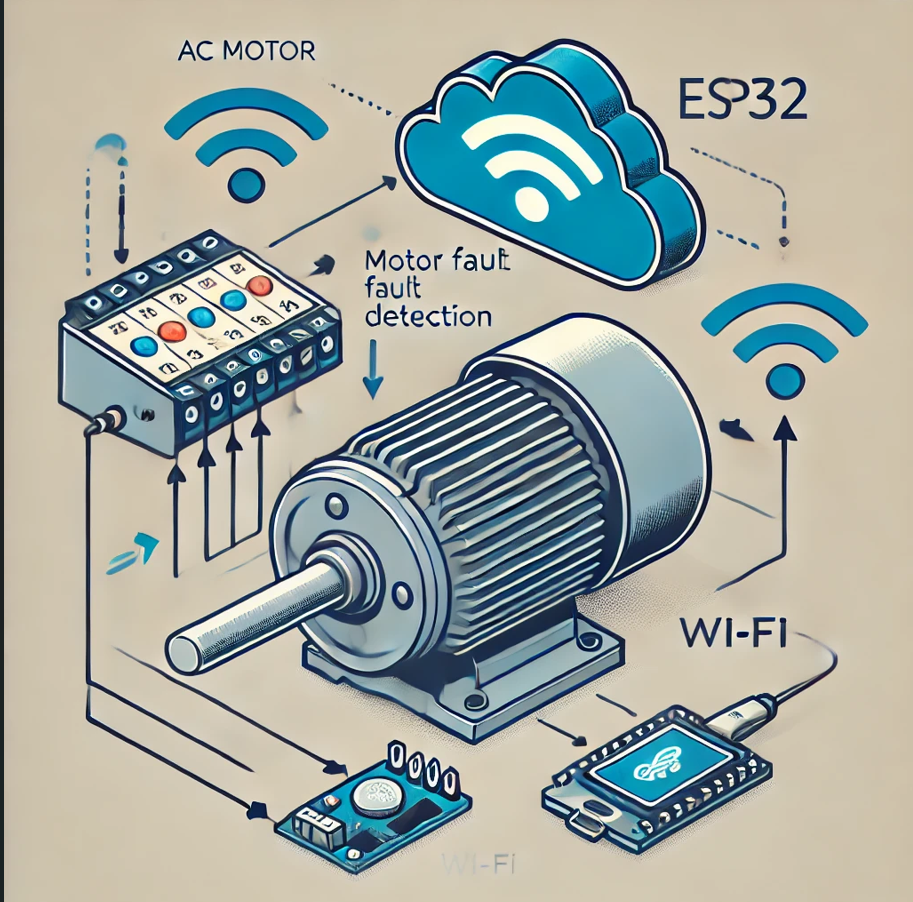 AC MOTOR
ESP32
Motor fault
fault
detection
WI-FI
WI-FI